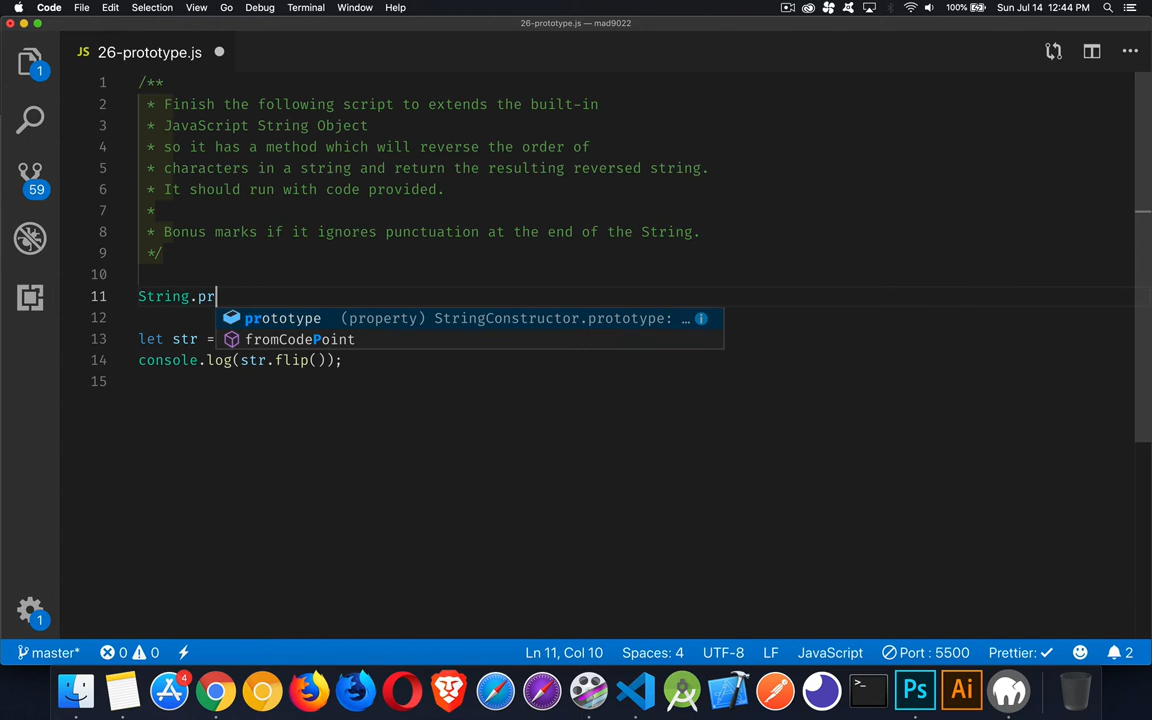 Code File Edit Selection View Go Debug Terminal Window Help 100% Sun Jul 14 12:44 PM
26-prototype.js — mad9022
JS 26-prototype.js
1 /**
2 * Finish the following script to extends the built-in
3 * JavaScript String Object
4 * so it has a method which will reverse the order of
5 * characters in a string and return the resulting reversed string.
6 * It should run with code provided.
7 *
8 * Bonus marks if it ignores punctuation at the end of the String.
9 */
10
11 String.pr
12 prototype (property) StringConstructor.prototype: …
13 let str = fromCodePoint
14 console.log(str.flip());
15
1
59
1
master* 0 0 Ln 11, Col 10 Spaces: 4 UTF-8 LF JavaScript Port : 5500 Prettier: ✓ 2
4
>_
Ps
Ai